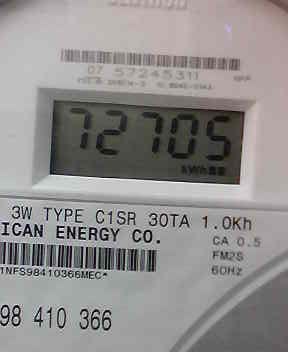 07 57245311
72705
kWh
3W TYPE C1SR 30TA 1.0Kh
ICAN ENERGY CO.
CA 0.5
FM2S
60Hz
1NFS98410366MEC*
98 410 366